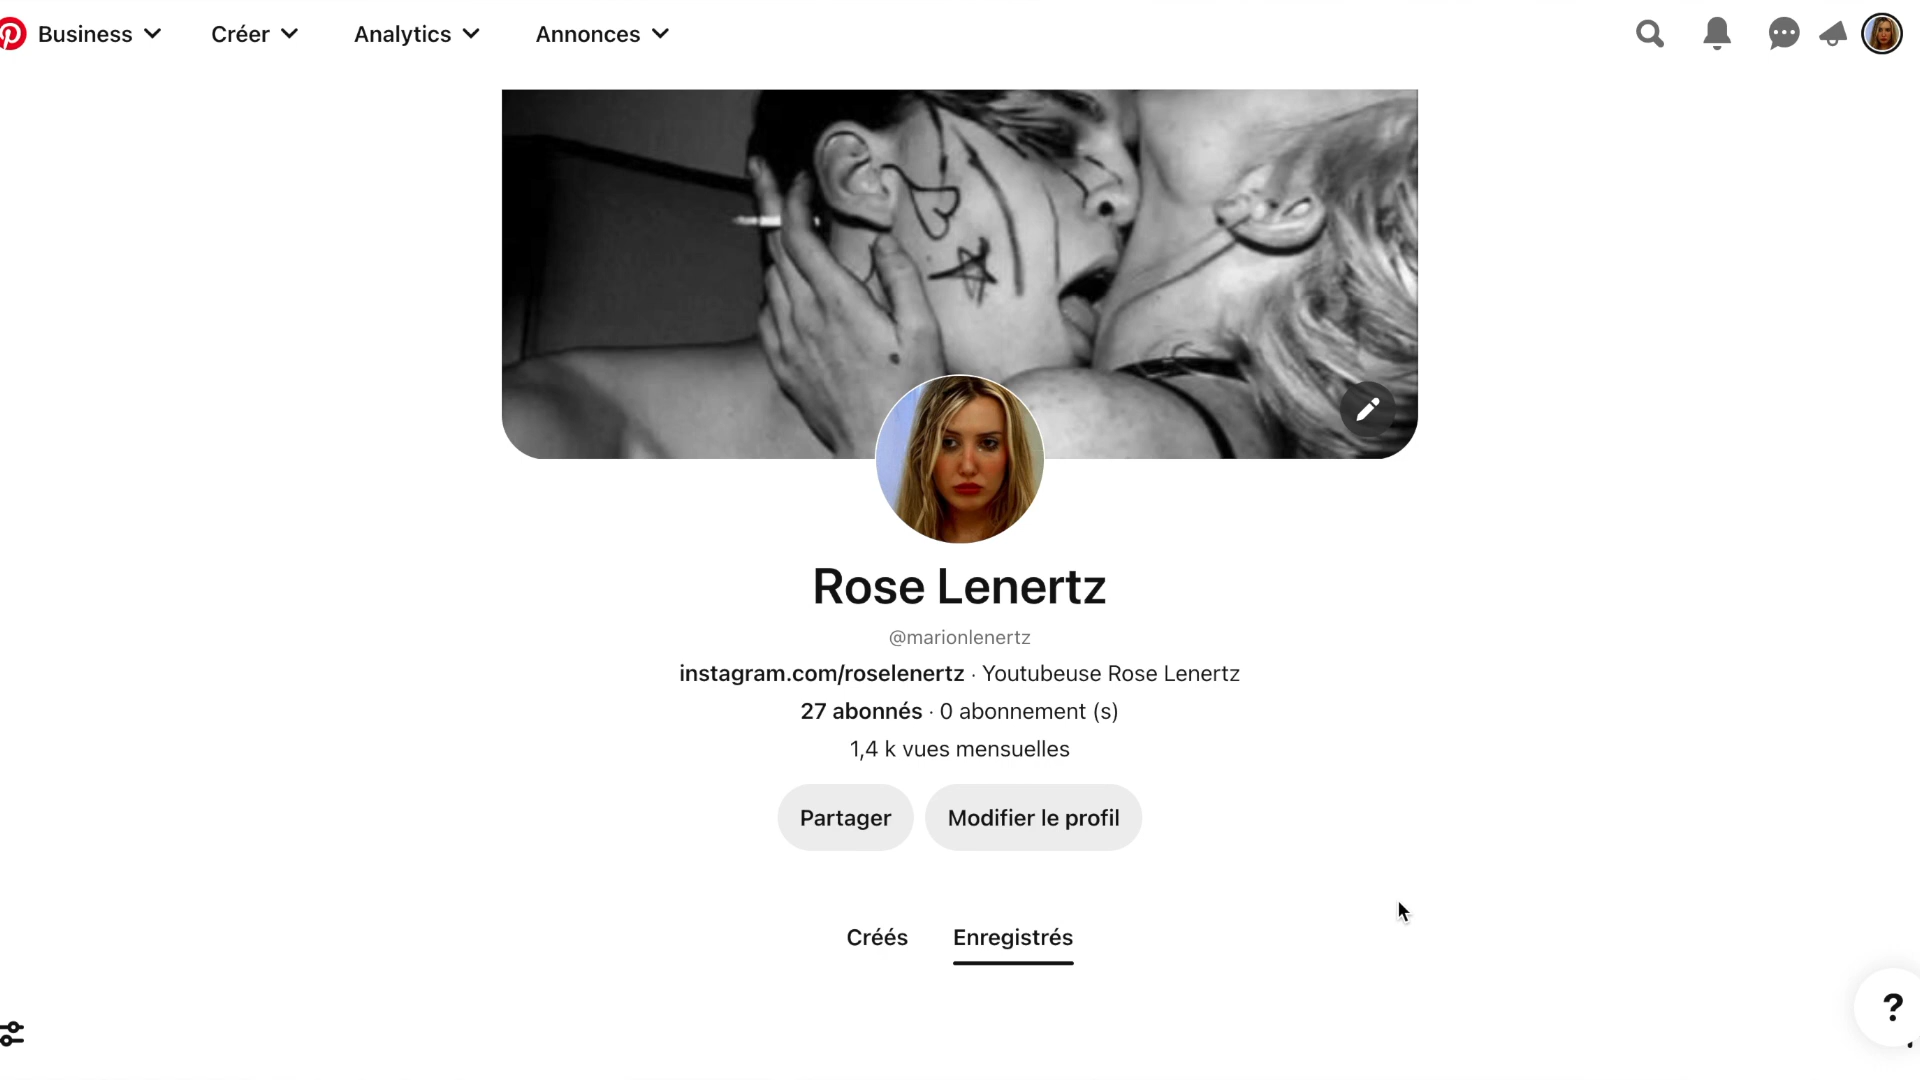 Business
Créer
Analytics
Annonces
Rose Lenertz
@marionlenertz
instagram.com/roselenertz · Youtubeuse Rose Lenertz
27 abonnés · 0 abonnement (s)
1,4 k vues mensuelles
Partager
Modifier le profil
Créés
Enregistrés
?